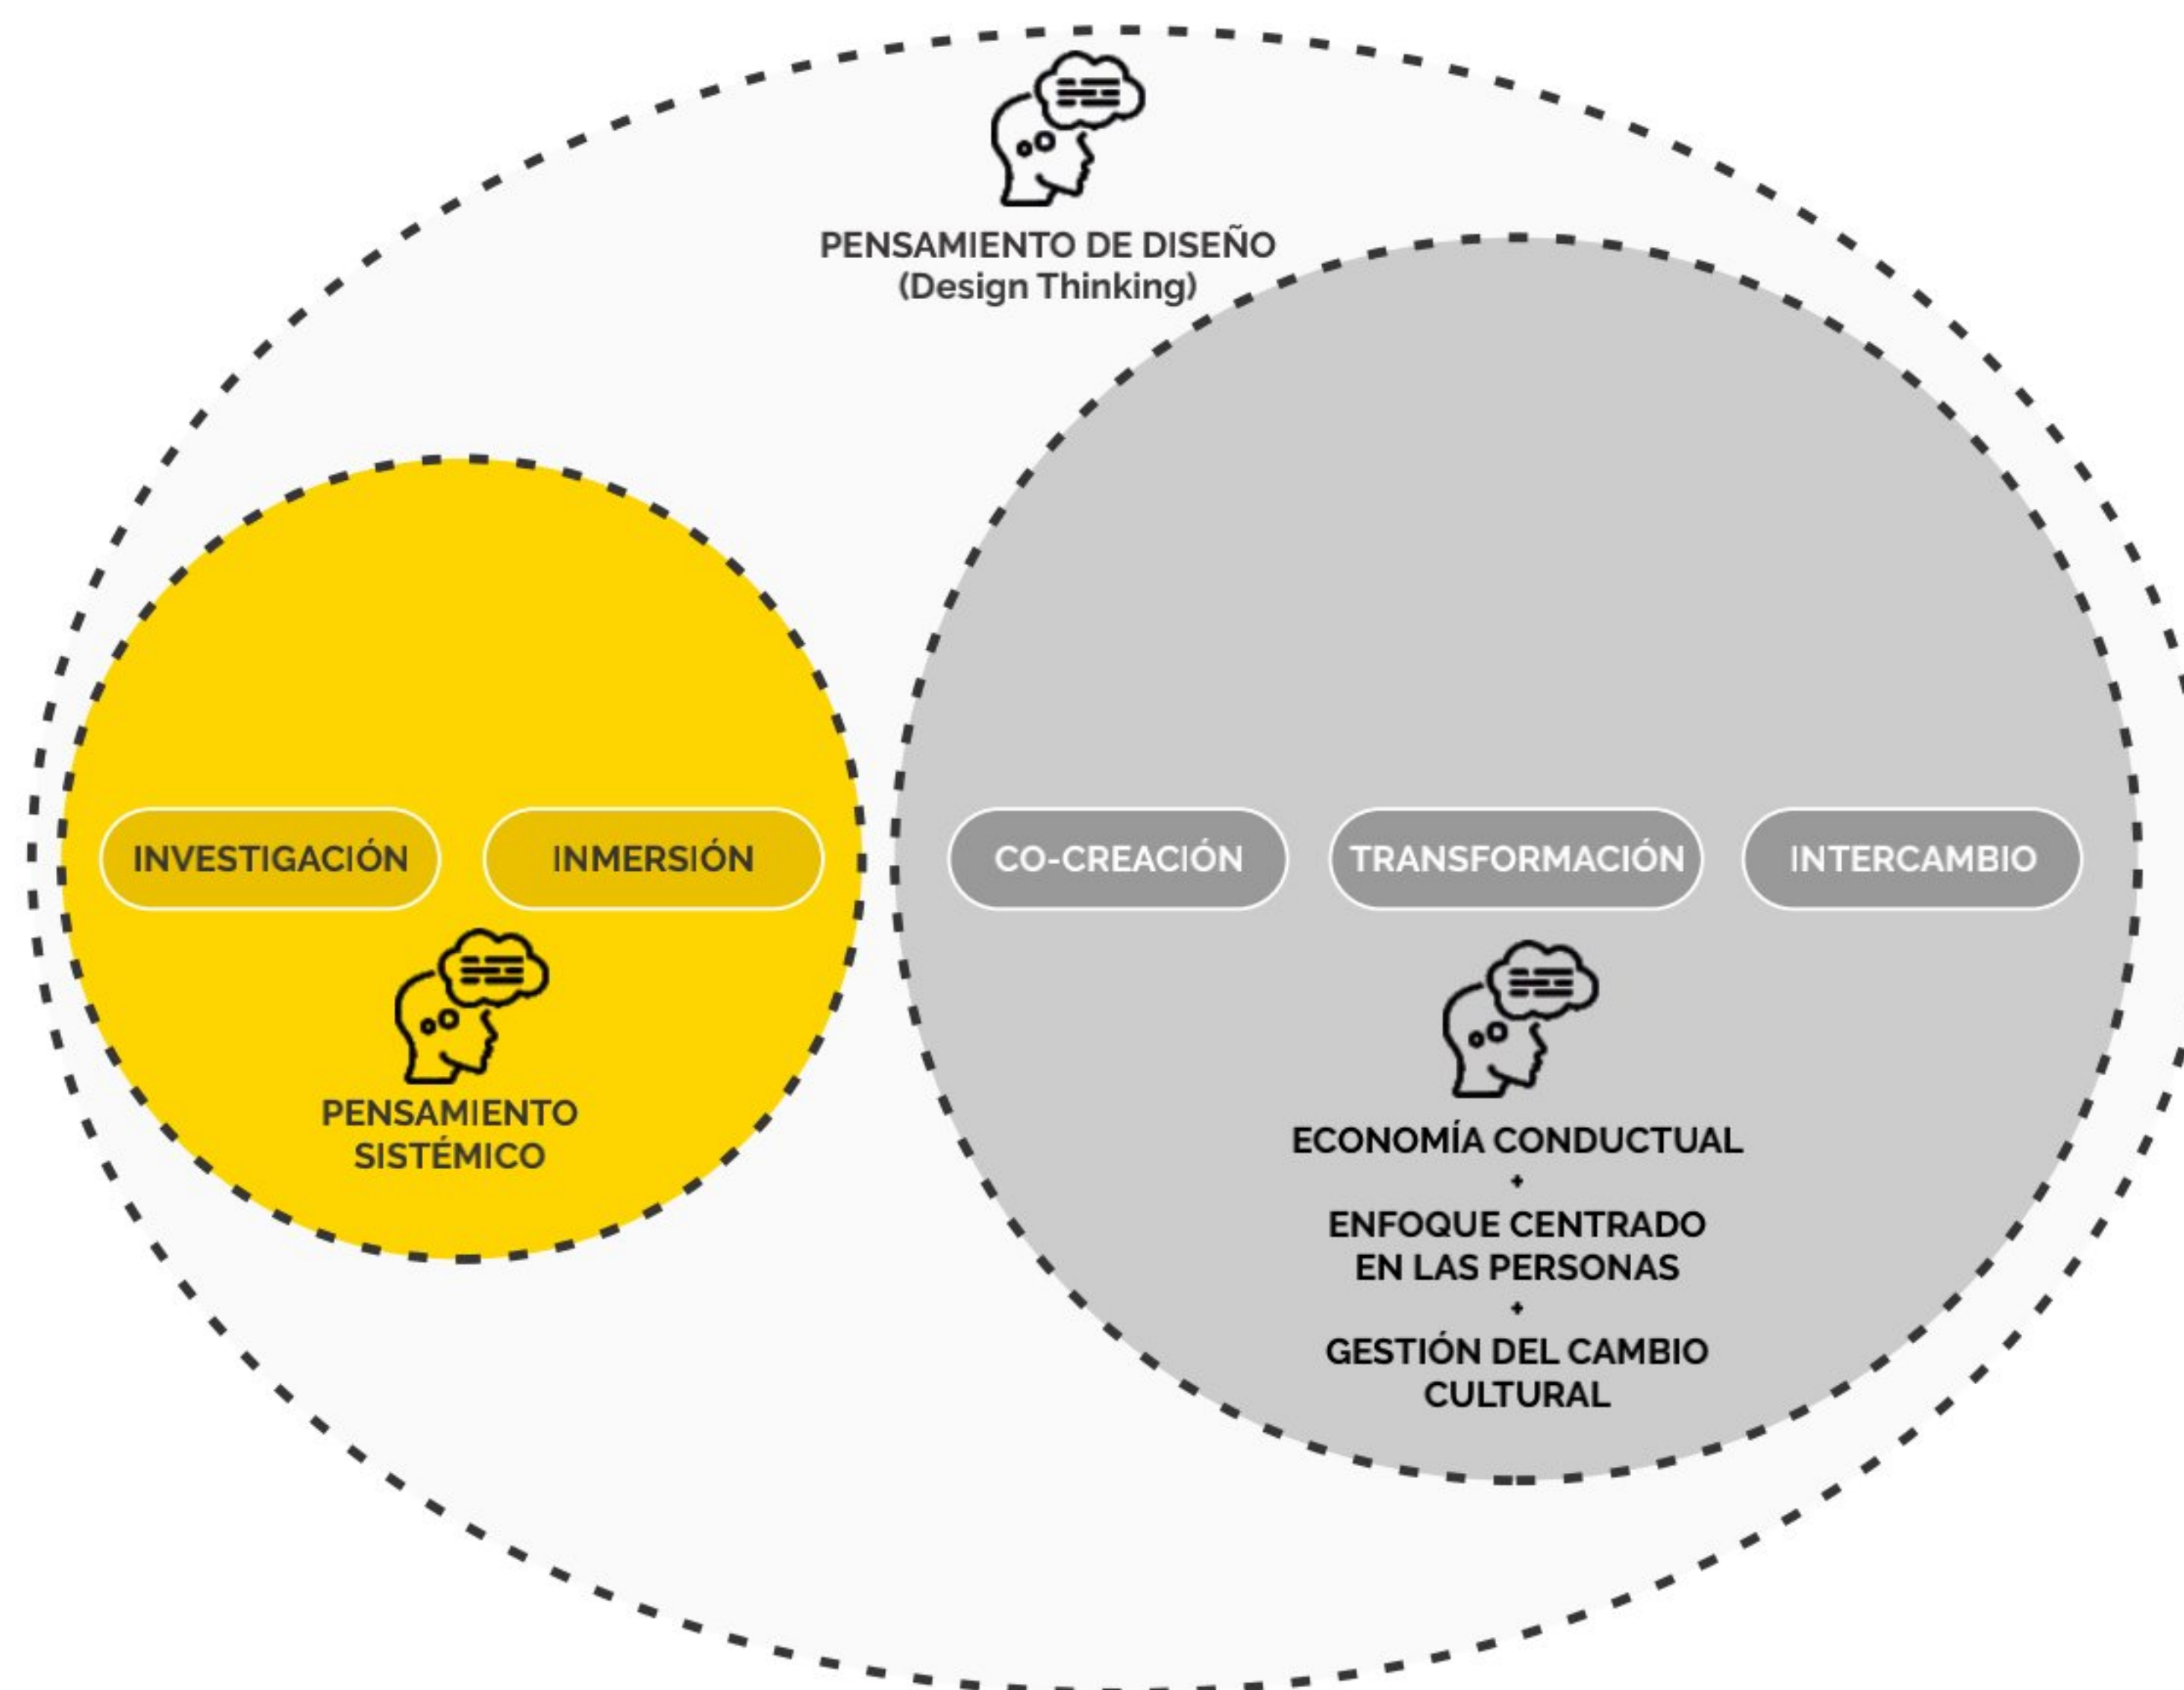 PENSAMIENTO DE DISEÑO
(Design Thinking)
INVESTIGACIÓN
INMERSIÓN
PENSAMIENTO
SISTÉMICO
CO-CREACIÓN
TRANSFORMACIÓN
INTERCAMBIO
ECONOMÍA CONDUCTUAL
+
ENFOQUE CENTRADO
EN LAS PERSONAS
+
GESTIÓN DEL CAMBIO
CULTURAL